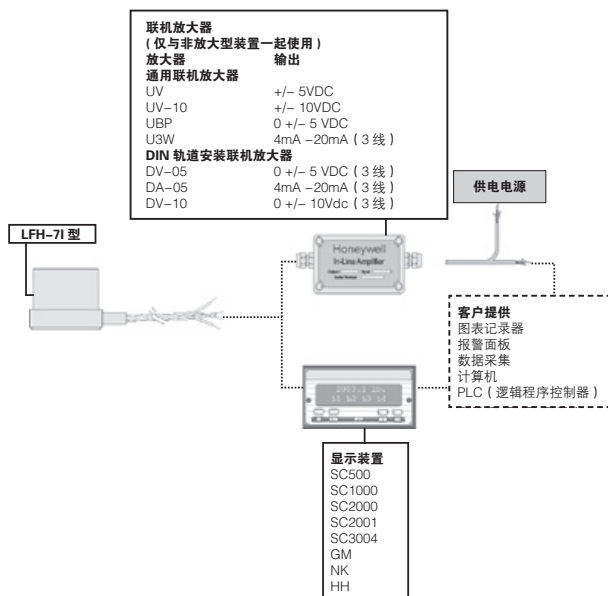 联机放大器
(仅与非放大型装置一起使用)
放大器 输出
通用联机放大器
UV +/– 5VDC
UV–10 +/– 10VDC
UBP 0 +/– 5 VDC
U3W 4mA –20mA(3 线)
DIN 轨道安装联机放大器
DV–05 0 +/– 5 VDC(3 线)
DA–05 4mA –20mA(3 线)
DV–10 0 +/– 10Vdc(3 线)
供电电源
LFH–7I 型
Honeywell
In-Line Amplifier
客户提供
图表记录器
报警面板
数据采集
计算机
PLC(逻辑程序控制器)
显示装置
SC500
SC1000
SC2000
SC2001
SC3004
GM
NK
HH